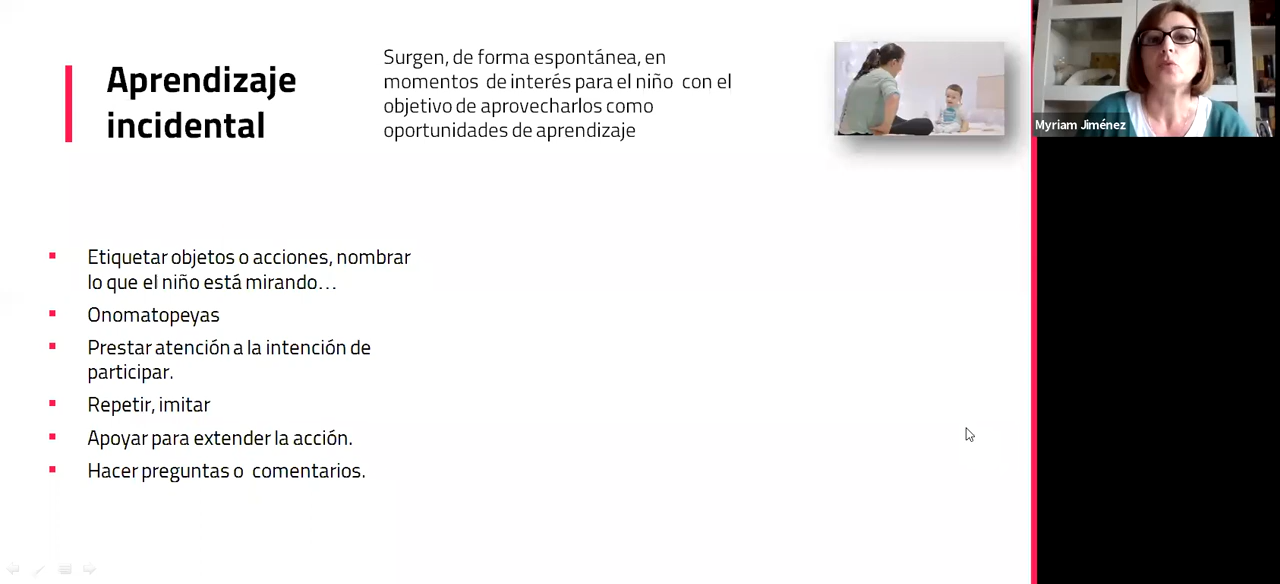 Aprendizaje
incidental
Surgen, de forma espontánea, en
momentos de interés para el niño con el
objetivo de aprovecharlos como
oportunidades de aprendizaje
Myriam Jiménez
Etiquetar objetos o acciones, nombrar
lo que el niño está mirando…
Onomatopeyas
Prestar atención a la intención de
participar.
Repetir, imitar
Apoyar para extender la acción.
Hacer preguntas o comentarios.